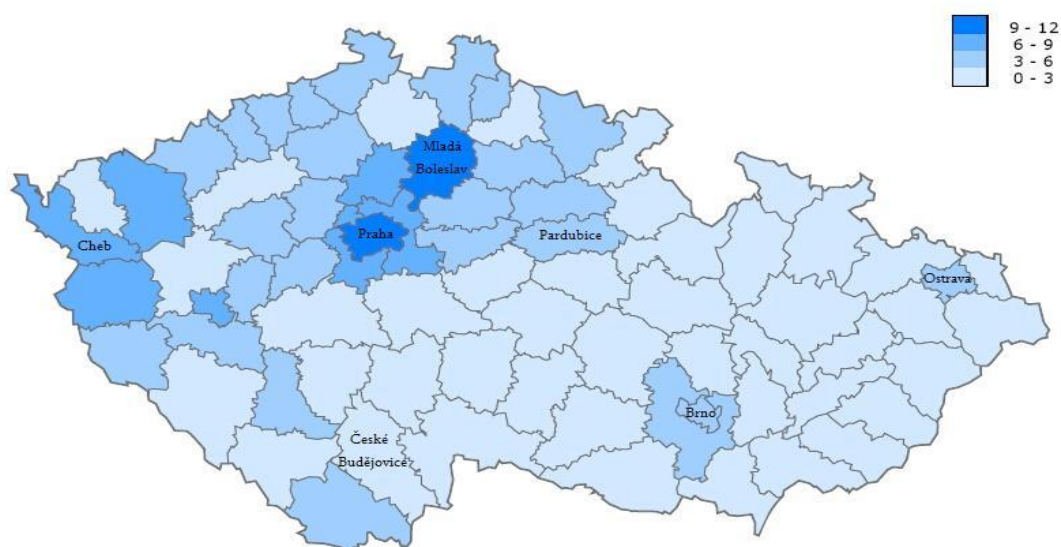 9 - 12
6 - 9
3 - 6
0 - 3
Mladá
Boleslav
Praha
Cheb
Pardubice
Ostrava
Brno
České
Budějovice